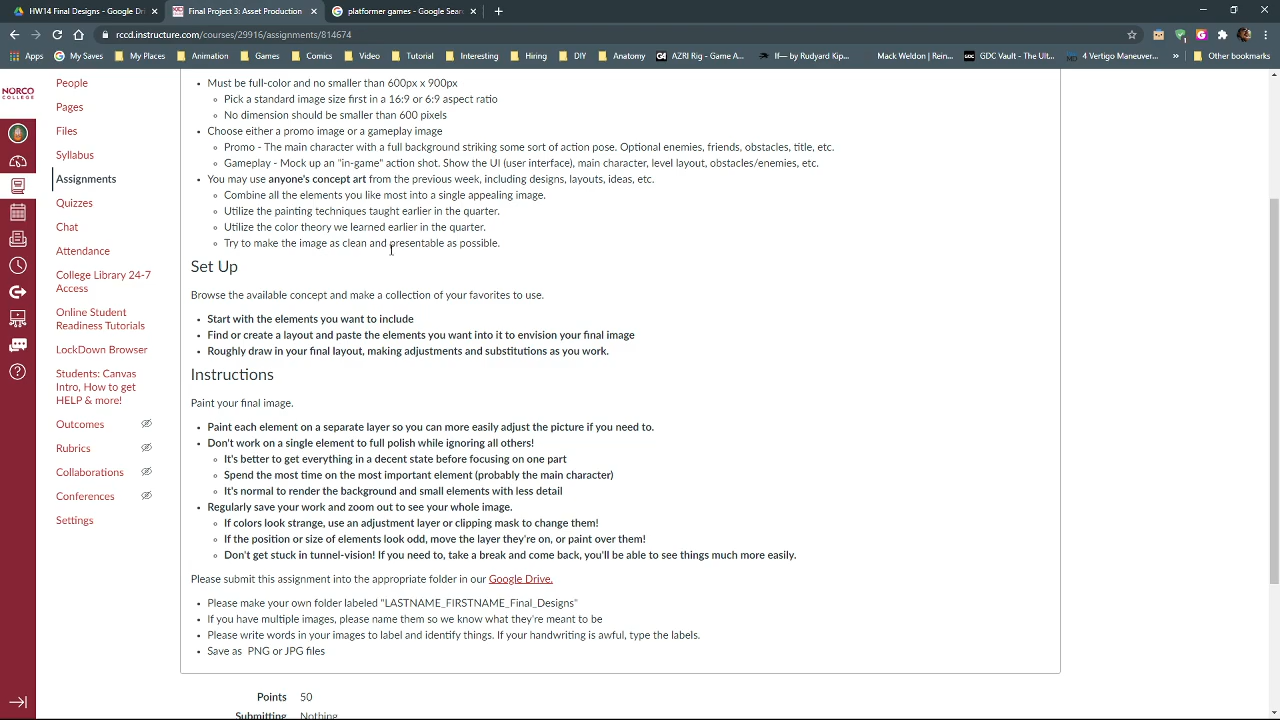 HW14 Final Designs - Google Dri
Final Project 3: Asset Production
platformer games - Google Sear
rccd.instructure.com/courses/29916/assignments/814674
Apps My Saves My Places Animation Games Comics Video Tutorial Interesting Hiring DIY Anatomy AZRI Rig - Game A... If— by Rudyard Kip... Mack Weldon | Rein... GDC Vault - The Ult... 4 Vertigo Maneuver... » Other bookmarks
NORCO
COLLEGE
People
Pages
Files
Syllabus
Assignments
Quizzes
Chat
Attendance
College Library 24-7
Access
Online Student
Readiness Tutorials
LockDown Browser
Students: Canvas
Intro, How to get
HELP & more!
Outcomes
Rubrics
Collaborations
Conferences
Settings
Must be full-color and no smaller than 600px x 900px
Pick a standard image size first in a 16:9 or 6:9 aspect ratio
No dimension should be smaller than 600 pixels
Choose either a promo image or a gameplay image
Promo - The main character with a full background striking some sort of action pose. Optional enemies, friends, obstacles, title, etc.
Gameplay - Mock up an "in-game" action shot. Show the UI (user interface), main character, level layout, obstacles/enemies, etc.
You may use anyone's concept art from the previous week, including designs, layouts, ideas, etc.
Combine all the elements you like most into a single appealing image.
Utilize the painting techniques taught earlier in the quarter.
Utilize the color theory we learned earlier in the quarter.
Try to make the image as clean and presentable as possible.
Set Up
Browse the available concept and make a collection of your favorites to use.
Start with the elements you want to include
Find or create a layout and paste the elements you want into it to envision your final image
Roughly draw in your final layout, making adjustments and substitutions as you work.
Instructions
Paint your final image.
Paint each element on a separate layer so you can more easily adjust the picture if you need to.
Don't work on a single element to full polish while ignoring all others!
It's better to get everything in a decent state before focusing on one part
Spend the most time on the most important element (probably the main character)
It's normal to render the background and small elements with less detail
Regularly save your work and zoom out to see your whole image.
If colors look strange, use an adjustment layer or clipping mask to change them!
If the position or size of elements look odd, move the layer they're on, or paint over them!
Don't get stuck in tunnel-vision! If you need to, take a break and come back, you'll be able to see things much more easily.
Please submit this assignment into the appropriate folder in our Google Drive.
Please make your own folder labeled "LASTNAME_FIRSTNAME_Final_Designs"
If you have multiple images, please name them so we know what they're meant to be
Please write words in your images to label and identify things. If your handwriting is awful, type the labels.
Save as PNG or JPG files
Points 50
Submitting Nothing